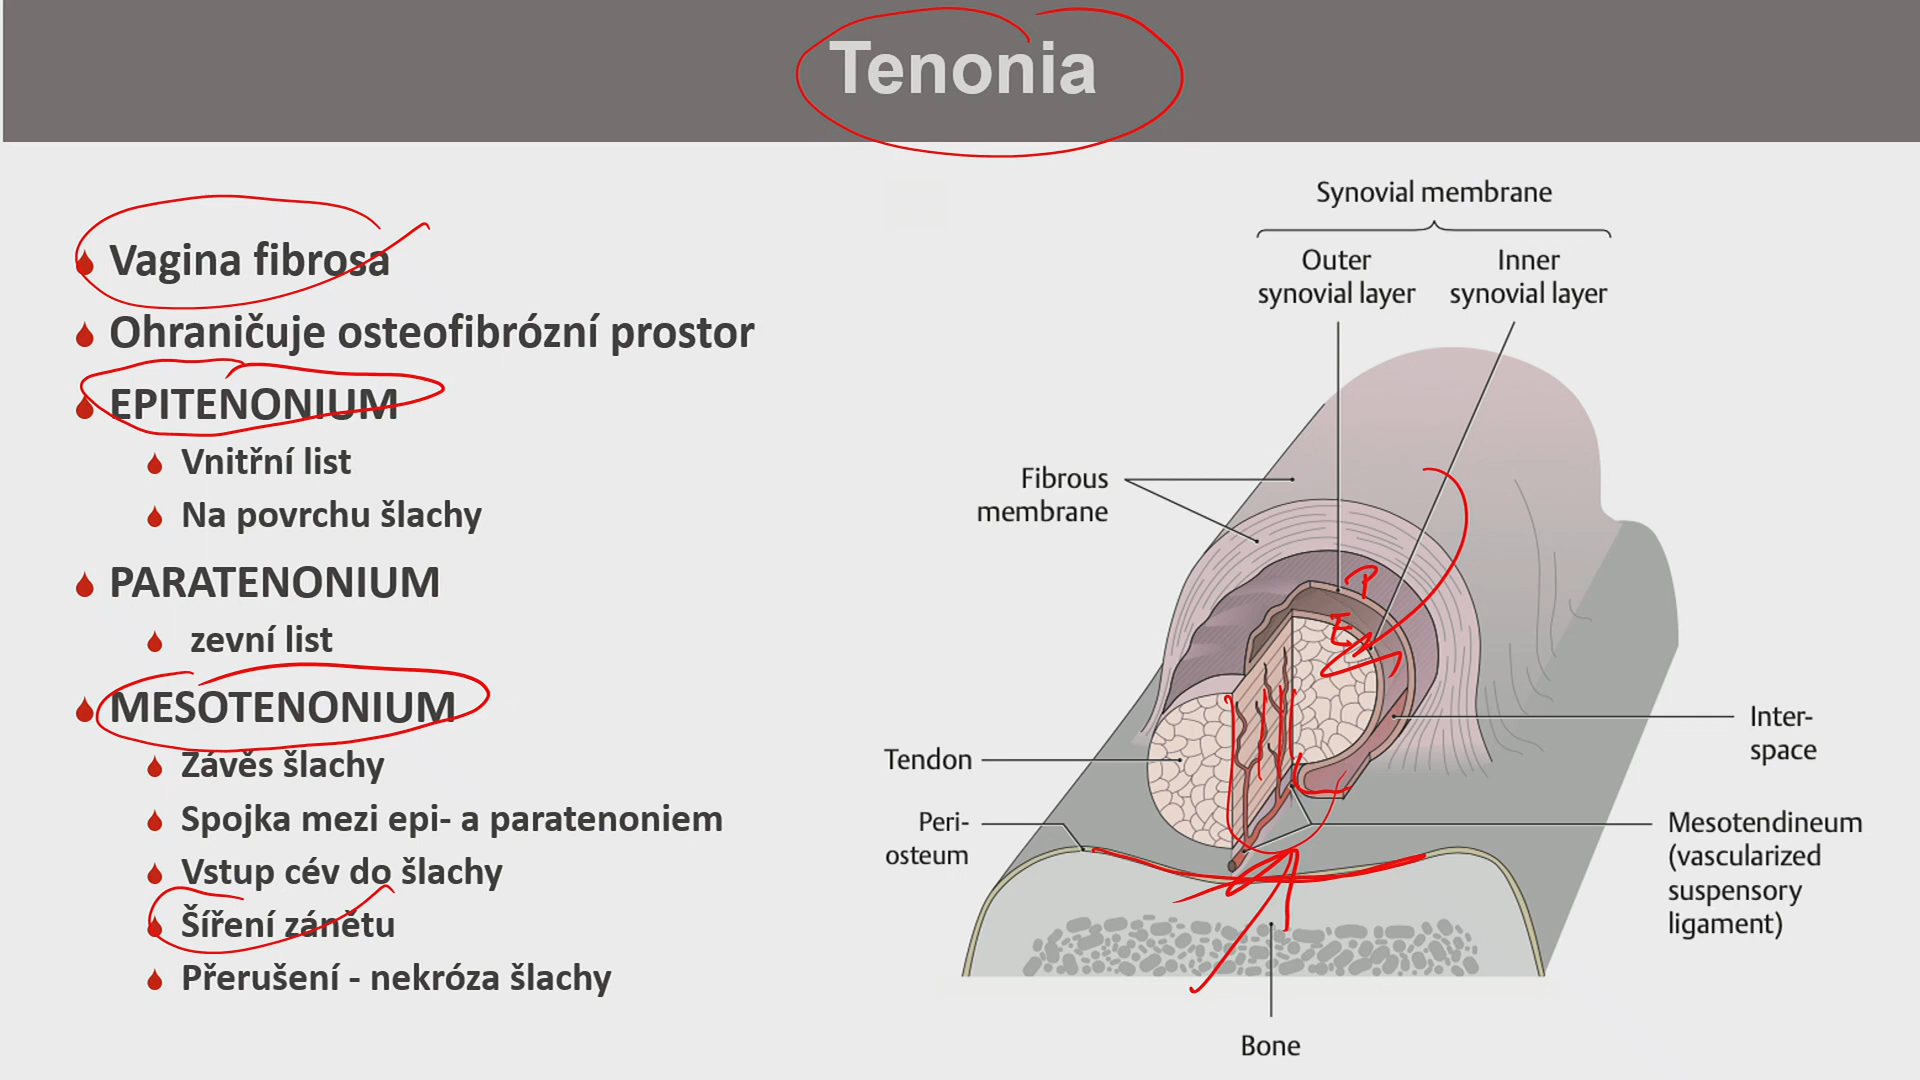 Tenonia
Vagina fibrosa
Ohraničuje osteofibrózní prostor
EPITENONIUM
Vnitřní list
Na povrchu šlachy
PARATENONIUM
zevní list
MESOTENONIUM
Závěs šlachy
Spojka mezi epi- a paratenoniem
Vstup cév do šlachy
Šíření zánětu
Přerušení - nekróza šlachy
Synovial membrane
Outer
synovial layer
Inner
synovial layer
Fibrous
membrane
P
E
Tendon
Peri-
osteum
Inter-
space
Mesotendineum
(vascularized
suspensory
ligament)
Bone